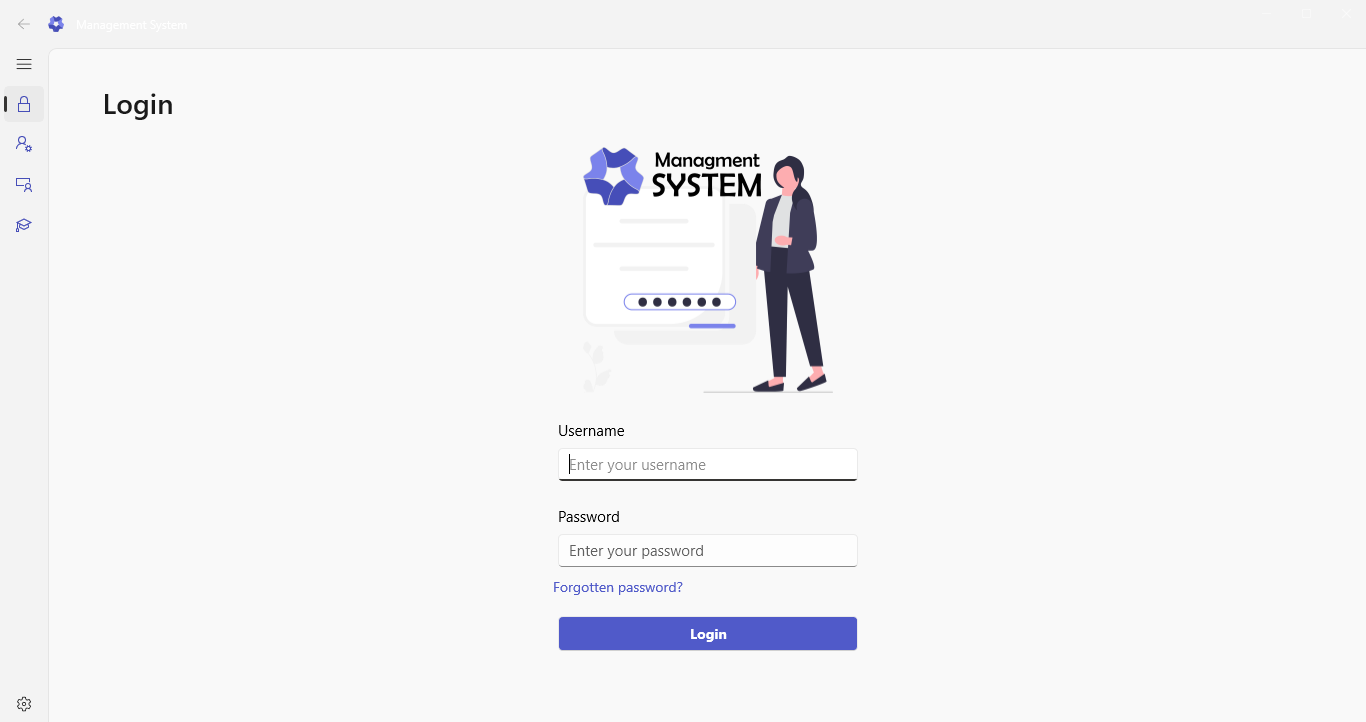 Management System
Login
Managment
SYSTEM
Username
Enter your username
Password
Enter your password
Forgotten password?
Login